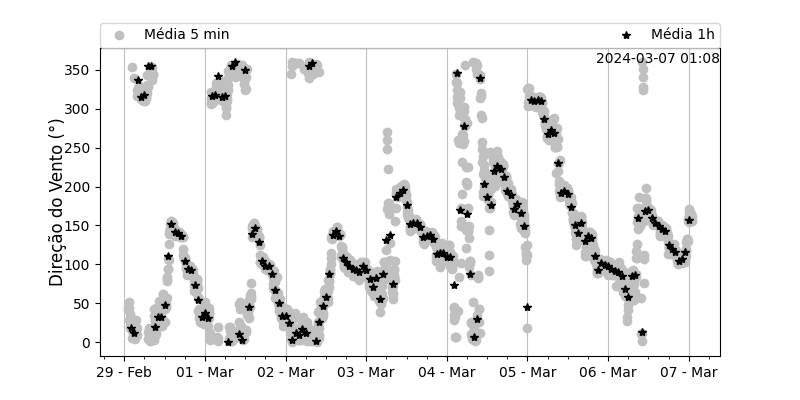 Média 5 min
Média 1h
2024-03-07 01:08
Direção do Vento (°)
350
300
250
200
150
100
50
0
29 - Feb
01 - Mar
02 - Mar
03 - Mar
04 - Mar
05 - Mar
06 - Mar
07 - Mar